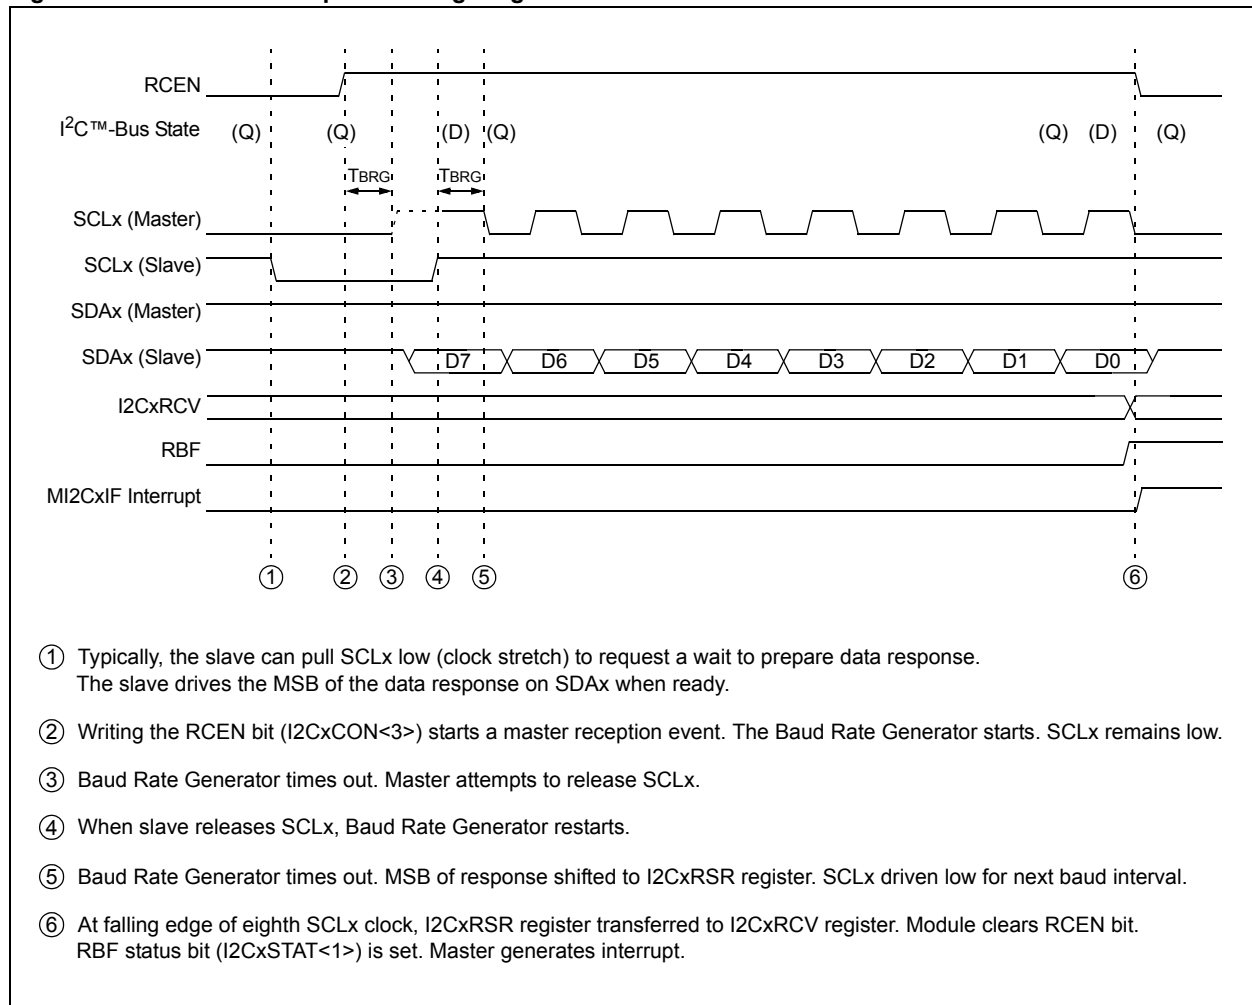 RCEN
I²C™-Bus State (Q) (Q) (D) (Q) (Q) (D) (Q)
TBRG TBRG
SCLx (Master)
SCLx (Slave)
SDAx (Master)
SDAx (Slave) D7 D6 D5 D4 D3 D2 D1 D0
I2CxRCV
RBF
MI2CxIF Interrupt
① ② ③ ④ ⑤ ⑥
① Typically, the slave can pull SCLx low (clock stretch) to request a wait to prepare data response.
The slave drives the MSB of the data response on SDAx when ready.
② Writing the RCEN bit (I2CxCON<3>) starts a master reception event. The Baud Rate Generator starts. SCLx remains low.
③ Baud Rate Generator times out. Master attempts to release SCLx.
④ When slave releases SCLx, Baud Rate Generator restarts.
⑤ Baud Rate Generator times out. MSB of response shifted to I2CxRSR register. SCLx driven low for next baud interval.
⑥ At falling edge of eighth SCLx clock, I2CxRSR register transferred to I2CxRCV register. Module clears RCEN bit.
RBF status bit (I2CxSTAT<1>) is set. Master generates interrupt.